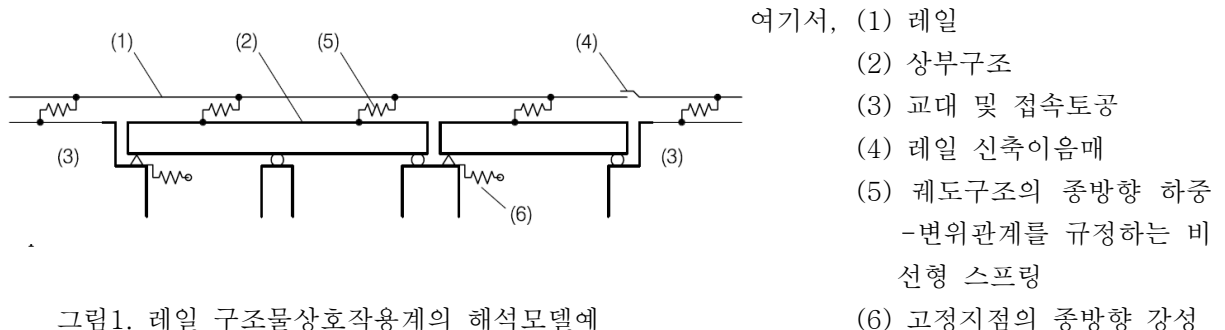 (1)
(2)
(5)
(4)
(3)
(3)
(6)
그림1. 레일 구조물상호작용계의 해석모델예
여기서, (1) 레일
(2) 상부구조
(3) 교대 및 접속토공
(4) 레일 신축이음매
(5) 궤도구조의 종방향 하중
-변위관계를 규정하는 비
선형 스프링
(6) 고정지점의 종방향 강성